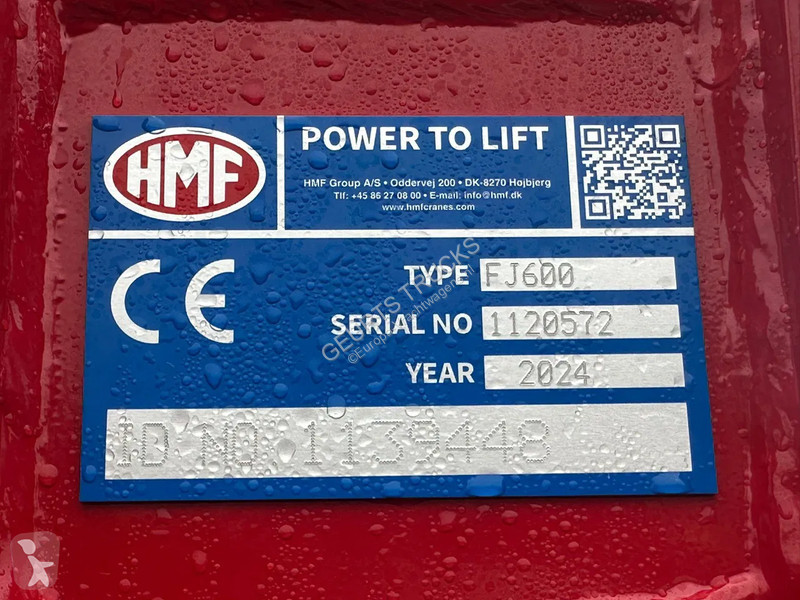 HMF
POWER TO LIFT
HMF Group A/S • Oddervej 200 • DK-8270 Højbjerg
Tlf: +45 86 27 08 00 • E-mail: info@hmf.dk
www.hmfcranes.com
CE
TYPE FJ600
SERIAL NO 1120572
YEAR 2024
ID NO 1139448
GEURTS TRUCKS